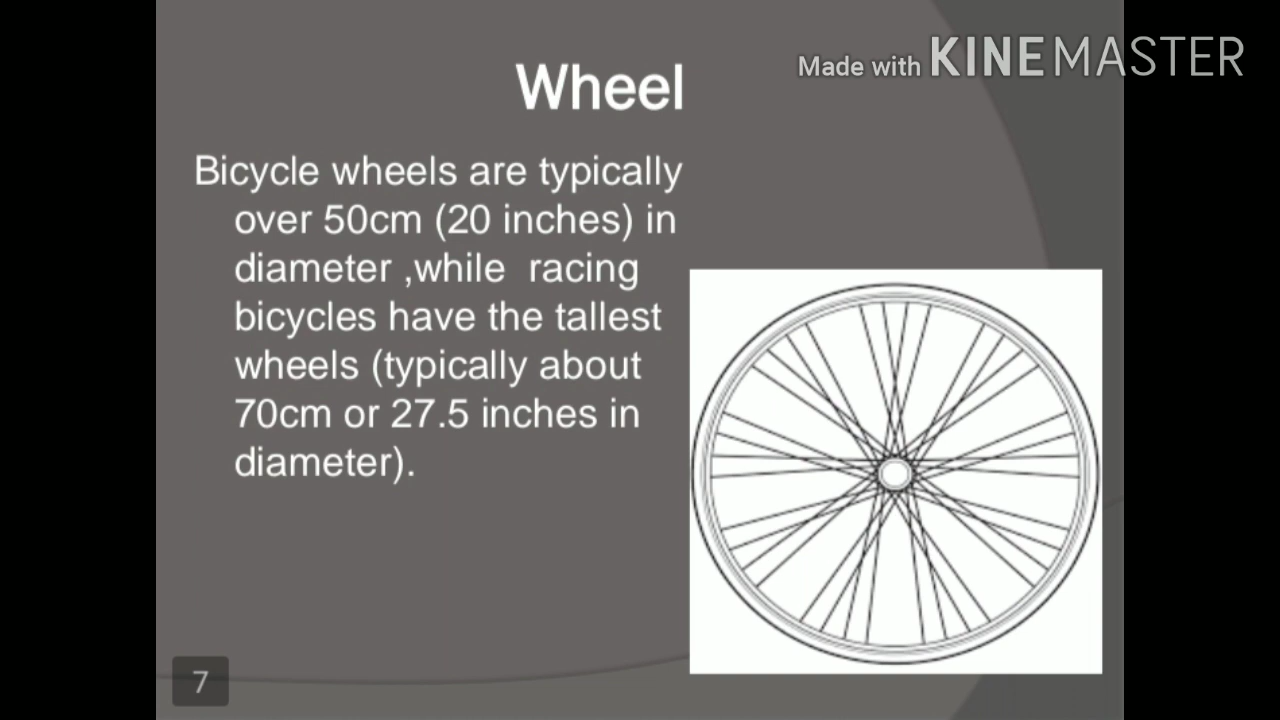 Made with KINEMASTER
Wheel
Bicycle wheels are typically
over 50cm (20 inches) in
diameter ,while  racing
bicycles have the tallest
wheels (typically about
70cm or 27.5 inches in
diameter).
7